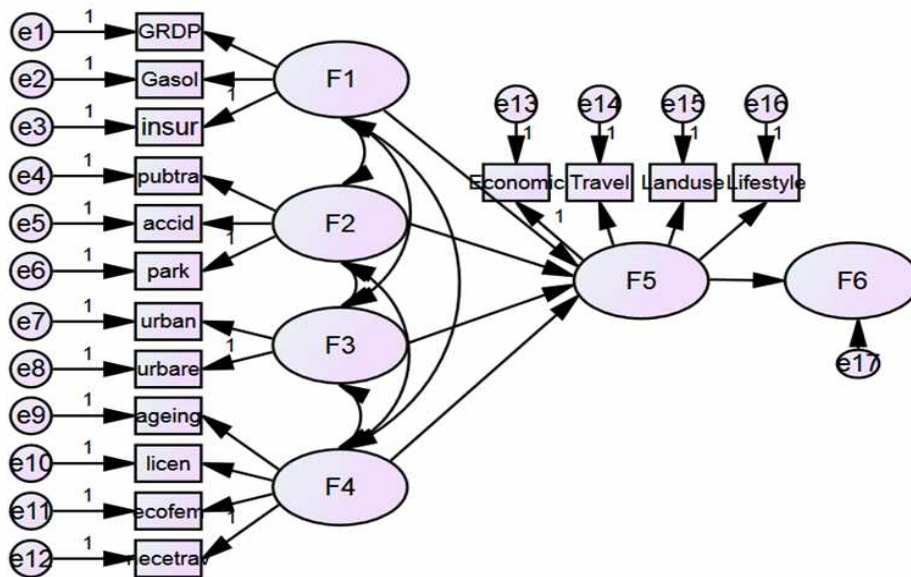 e1 1 GRDP
e2 1 Gasol
e3 1 insur
e4 1 pubtra
e5 1 accid
e6 1 park
e7 1 urban
e8 1 urbare
e9 1 ageing
e10 1 licen
e11 1 ecofem
e12 1 necetrav
1
1
1
1
F1
F2
F3
F4
e13 e14 e15 e16
1 1 1 1
Economic Travel Landuse Lifestyle
1
F5
F6
e17